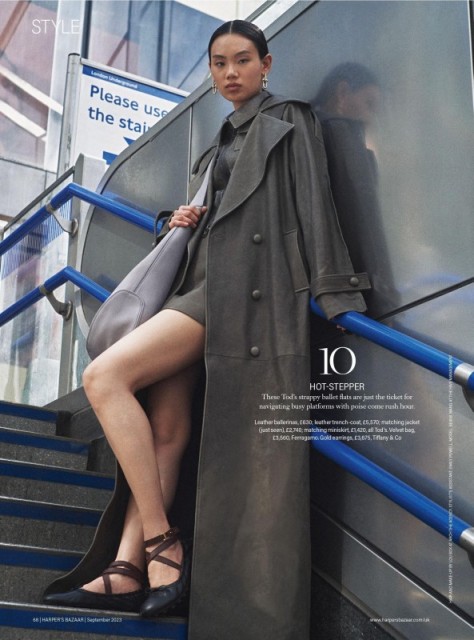 STYLE
London Underground
Please use
the stair
10
HOT-STEPPER
These Tod's strappy ballet flats are just the ticket for
navigating busy platforms with poise come rush hour.
Leather ballerinas, £630; leather trench-coat, £5,570; matching jacket
(just seen), £2,740; matching miniskirt, £1,420, all Tod's. Velvet bag,
£3,560, Ferragamo. Gold earrings, £3,675, Tiffany & Co
| HARPER'S BAZAAR | September 2023
www.harpersbazaar.com/uk